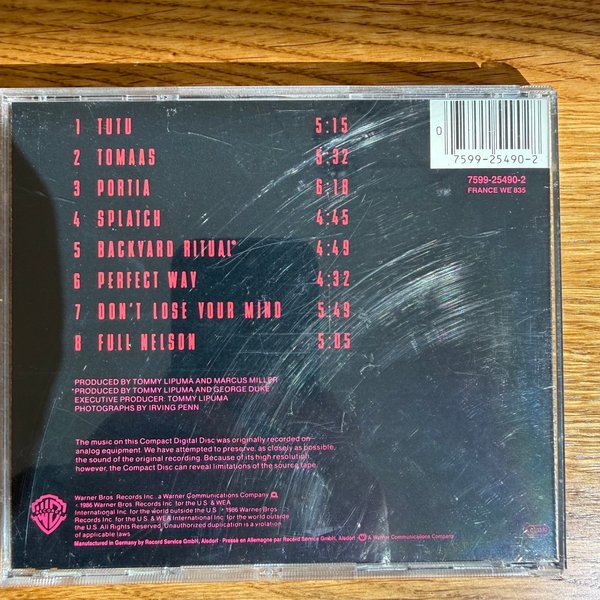 1 TUTU 5:15
2 TOMAAS 5:32
3 PORTIA 6:18
4 SPLATCH 4:45
5 BACKYARD RITUAL* 4:49
6 PERFECT WAY 4:32
7 DON'T LOSE YOUR MIND 5:49
8 FULL NELSON 5:05
0
7599-25490-2
7599-25490-2
FRANCE WE 835
PRODUCED BY TOMMY LIPUMA AND MARCUS MILLER
*PRODUCED BY TOMMY LIPUMA AND GEORGE DUKE
EXECUTIVE PRODUCER: TOMMY LIPUMA
PHOTOGRAPHS BY IRVING PENN
The music on this Compact Digital Disc was originally recorded on
analog equipment. We have attempted to preserve, as closely as possible,
the sound of the original recording. Because of its high resolution,
however, the Compact Disc can reveal limitations of the source tape.
Warner Bros. Records Inc., a Warner Communications Company
© 1986 Warner Bros. Records Inc. for the U.S. & WEA
International Inc. for the world outside the U.S. ℗ 1986 Warner Bros.
Records Inc. for the U.S. & WEA International Inc. for the world outside
the U.S. All Rights Reserved. Unauthorized duplication is a violation
of applicable laws.
Manufactured in Germany by Record Service GmbH, Alsdorf · Pressé en Allemagne par Record Service GmbH, Alsdorf. A Warner Communications Company